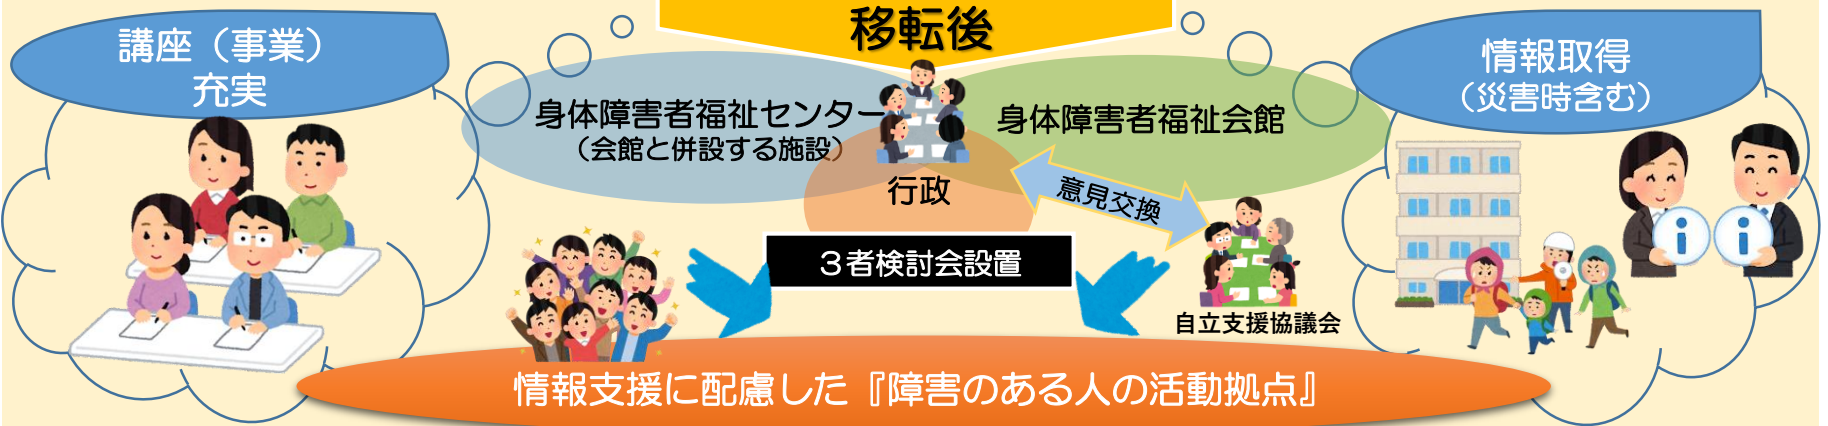 移転後
講座（事業）
充実
身体障害者福祉センター
（会館と併設する施設）
身体障害者福祉会館
行政
意見交換
情報取得
（災害時含む）
３者検討会設置
自立支援協議会
情報支援に配慮した『障害のある人の活動拠点』